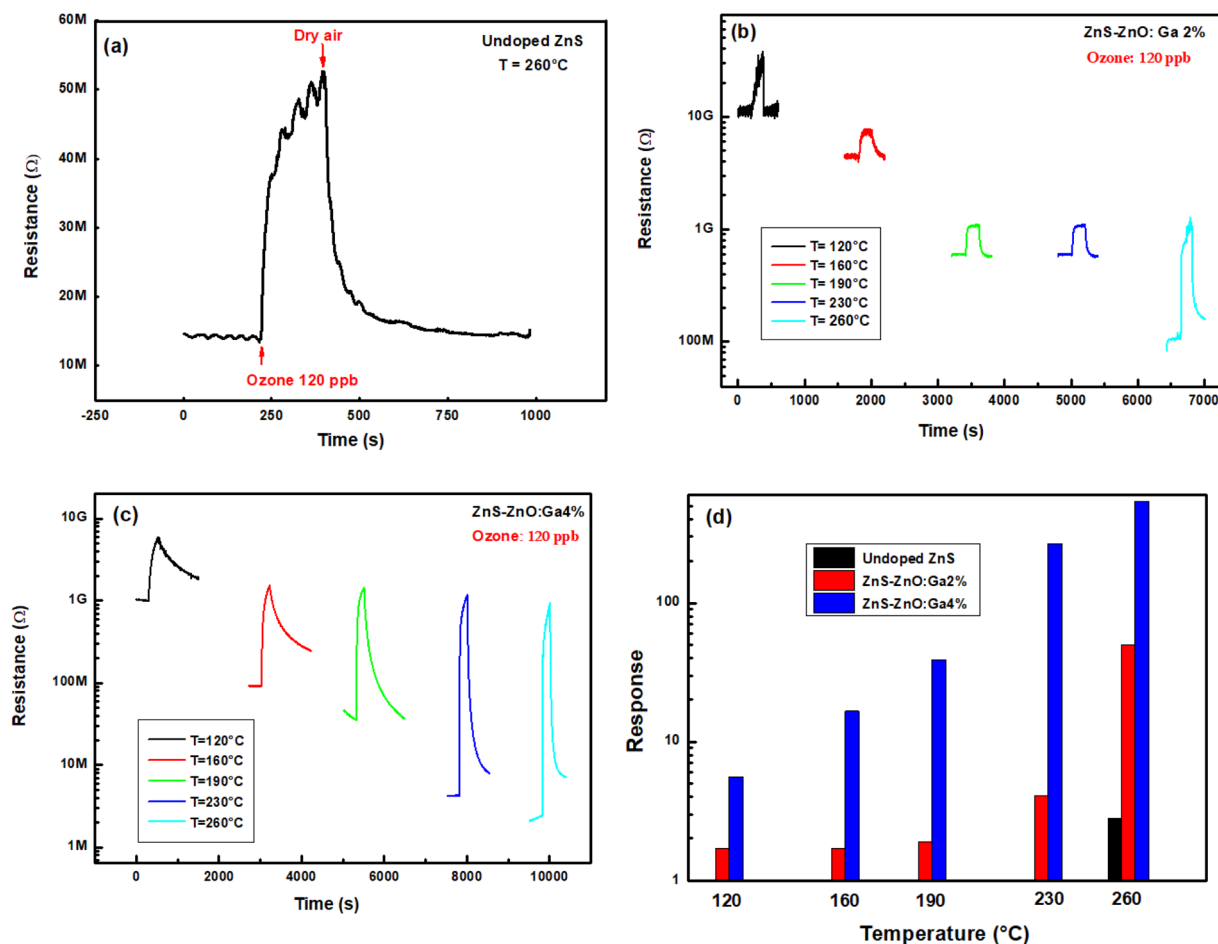 (a)
Undoped ZnS
T = 260°C
Dry air
Ozone 120 ppb
60M
50M
40M
30M
20M
10M
Resistance (Ω)
-250 0 250 500 750 1000
Time (s)
(b)
ZnS-ZnO: Ga 2%
Ozone: 120 ppb
10G
1G
100M
Resistance (Ω)
T= 120°C
T= 160°C
T= 190°C
T= 230°C
T= 260°C
0 1000 2000 3000 4000 5000 6000 7000
Time (s)
(c)
ZnS-ZnO:Ga4%
Ozone: 120 ppb
10G
1G
100M
10M
1M
Resistance (Ω)
T=120°C
T=160°C
T=190°C
T=230°C
T=260°C
0 2000 4000 6000 8000 10000
Time (s)
(d)
Undoped ZnS
ZnS-ZnO:Ga2%
ZnS-ZnO:Ga4%
100
10
1
Response
120 160 190 230 260
Temperature (°C)